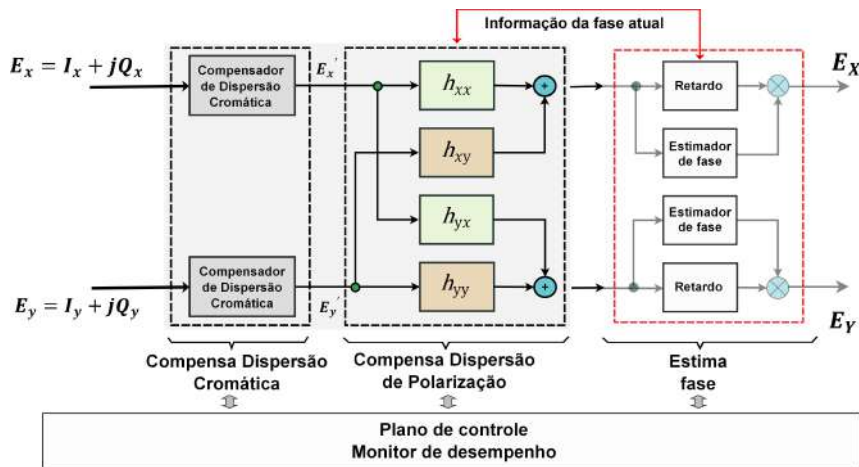 Informação da fase atual
E_x = I_x + jQ_x
Compensador
de Dispersão
Cromática
E_x'
h_xx
+
Retardo
E_X
h_xy
Estimador
de fase
h_yx
Estimador
de fase
E_y = I_y + jQ_y
Compensador
de Dispersão
Cromática
E_y'
h_yy
+
Retardo
E_Y
Compensa Dispersão
Cromática
Compensa Dispersão
de Polarização
Estima
fase
Plano de controle
Monitor de desempenho